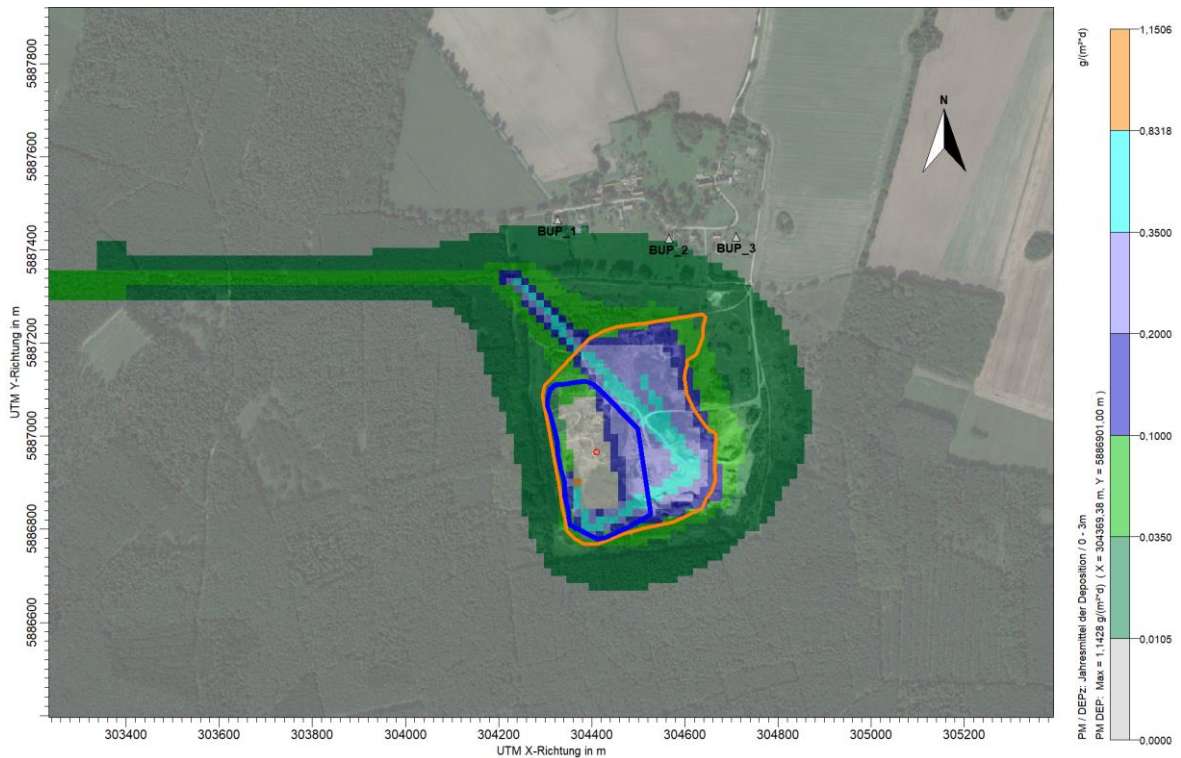 g/(m²*d)
1,1506
0,8318
0,3500
0,2000
0,1000
0,0350
0,0105
0,0000
PM / DEPz: Jahresmittel der Deposition / 0 - 3m
PM DEP: Max = 1,1428 g/(m²*d) ( X = 304369,38 m, Y = 5886901,00 m )
N
BUP_1
BUP_2
BUP_3
UTM Y-Richtung in m
5887800
5887600
5887400
5887200
5887000
5886800
5886600
303400
303600
303800
304000
304200
304400
304600
304800
305000
305200
UTM X-Richtung in m